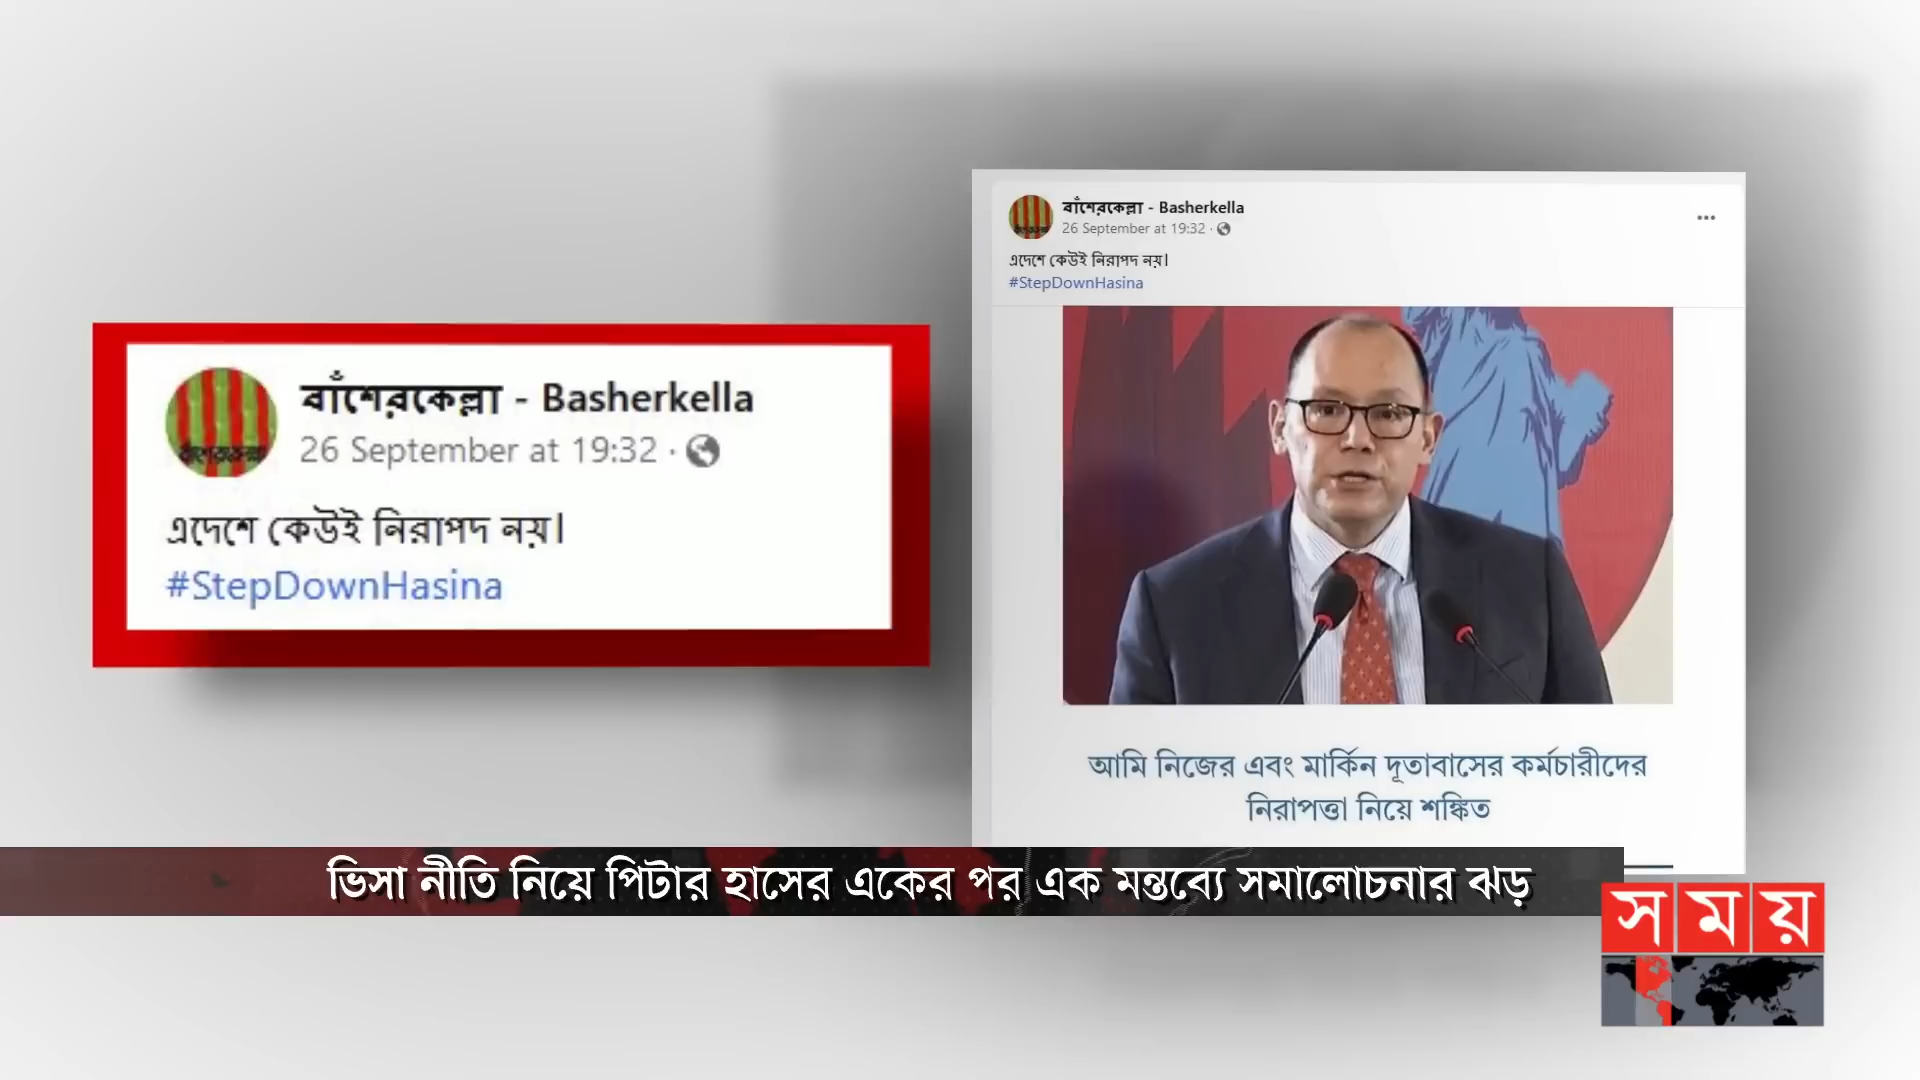 বাঁশেরকেল্লা - Basherkella
26 September at 19:32 ·
এদেশে কেউই নিরাপদ নয়।
#StepDownHasina
বাঁশেরকেল্লা
বাঁশেরকেল্লা - Basherkella
26 September at 19:32 ·
এদেশে কেউই নিরাপদ নয়।
#StepDownHasina
আমি নিজের এবং মার্কিন দূতাবাসের কর্মচারীদের
নিরাপত্তা নিয়ে শঙ্কিত
ভিসা নীতি নিয়ে পিটার হাসের একের পর এক মন্তব্যে সমালোচনার ঝড়
সময়